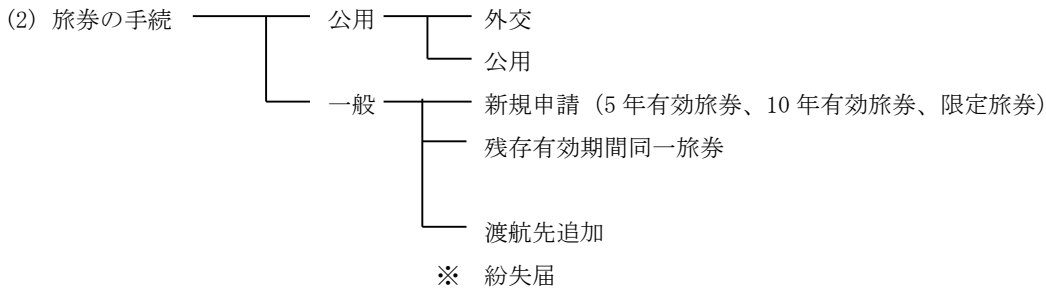 (2) 旅券の手続 公用 外交
公用
一般 新規申請（5 年有効旅券、10 年有効旅券、限定旅券）
残存有効期間同一旅券
渡航先追加
※ 紛失届